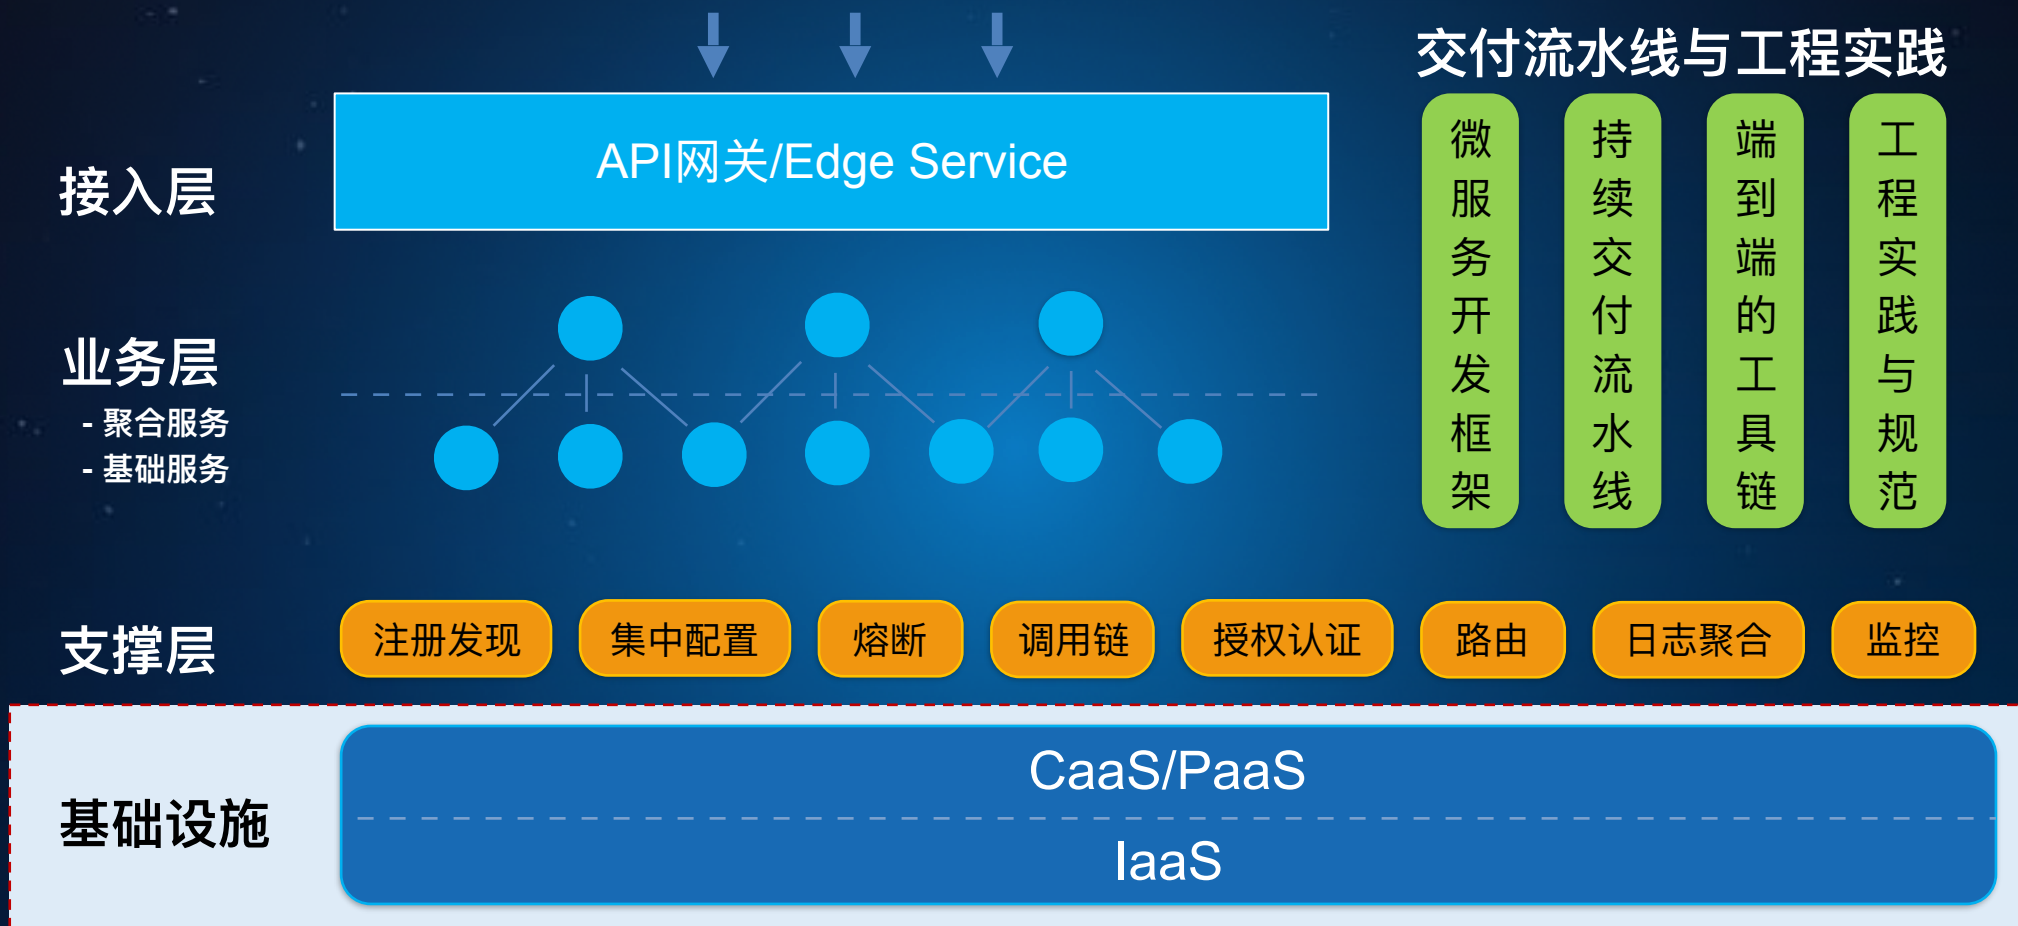 交付流水线与工程实践
接入层
API网关/Edge Service
微服务开发框架
持续交付流水线
端到端的工具链
工程实践与规范
业务层
- 聚合服务
- 基础服务
支撑层
注册发现
集中配置
熔断
调用链
授权认证
路由
日志聚合
监控
基础设施
CaaS/PaaS
IaaS